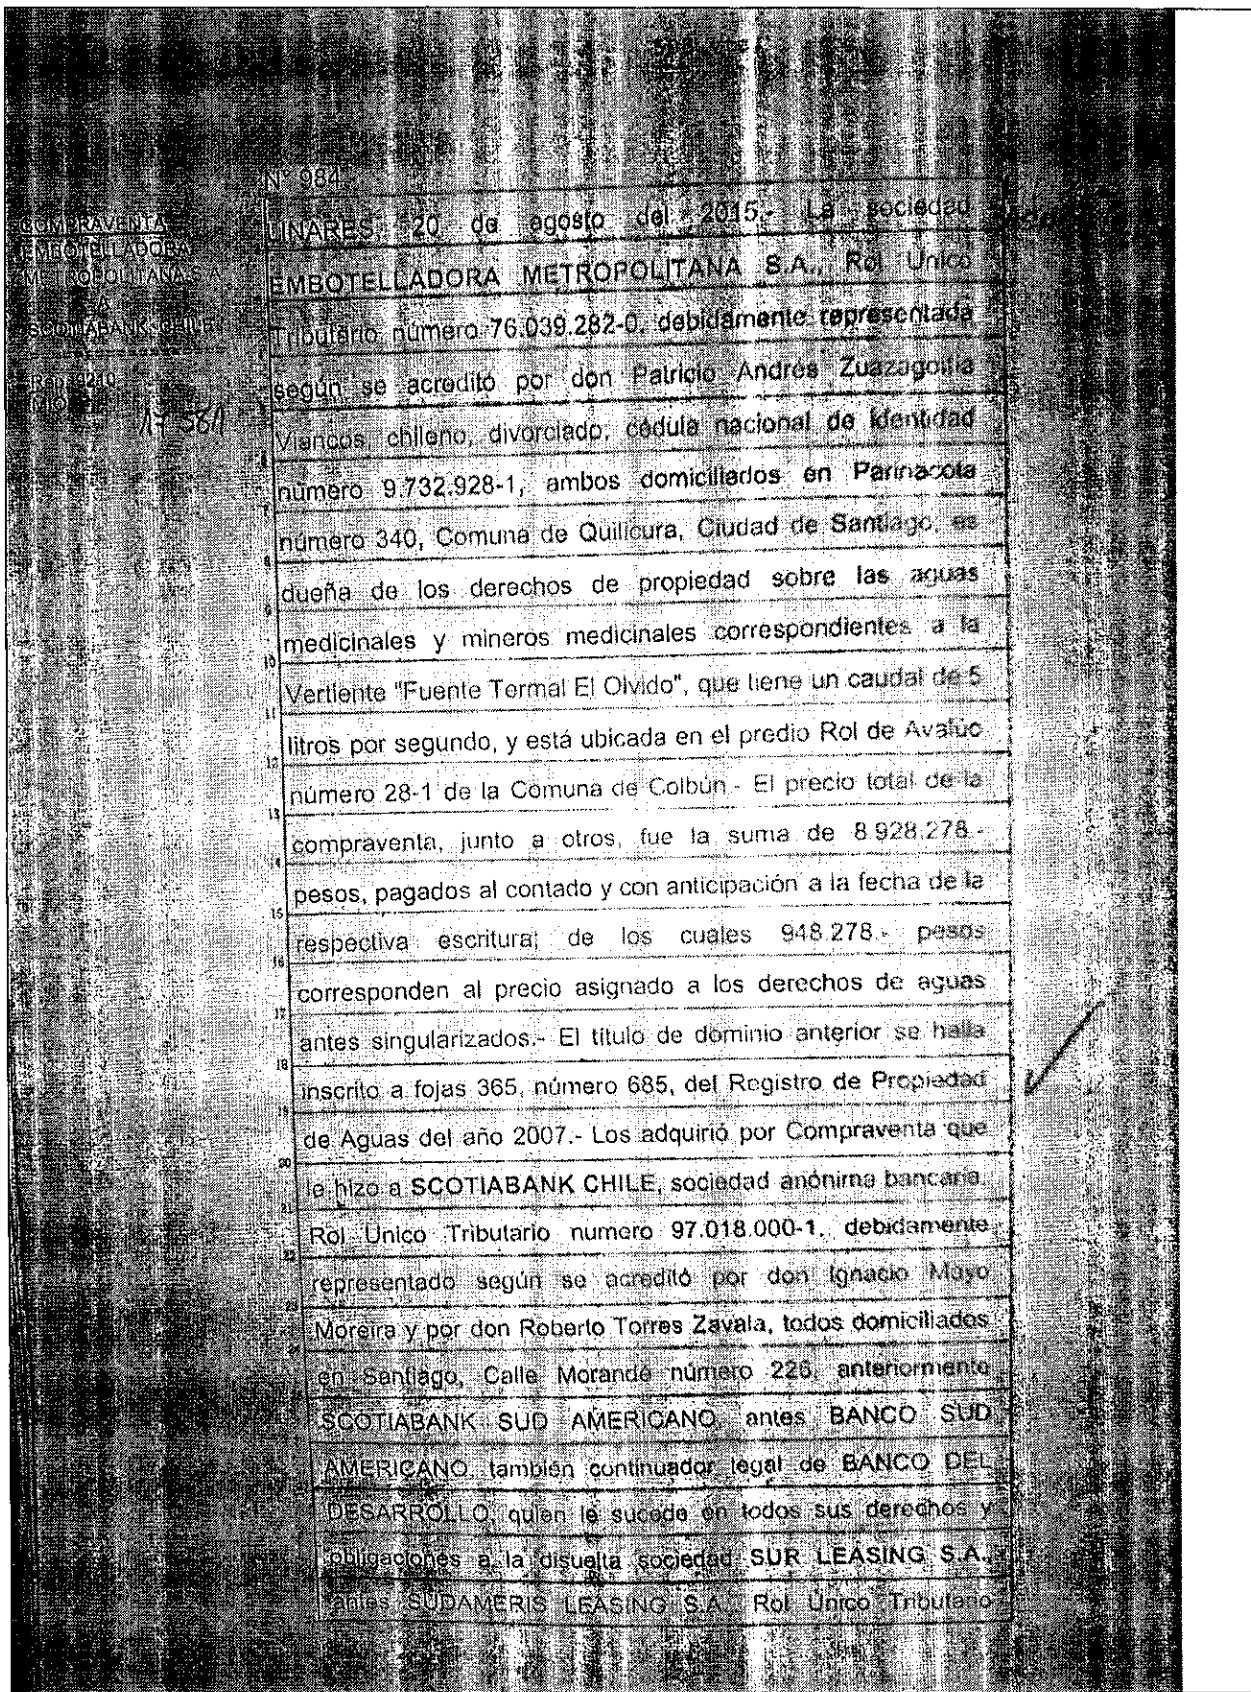 N° 984
COMPRAVENTA
EMBOTELLADORA
METROPOLITANA S.A.
A
SCOTIABANK CHILE
Rep. 9210
LINARES, 20 de agosto del 2015.- La sociedad
EMBOTELLADORA METROPOLITANA S.A., Rol Unico
Tributario número 76.039.282-0, debidamente representada
según se acreditó por don Patricio Andres Zuazagoitia
Viancos, chileno, divorciado, cédula nacional de identidad
número 9.732.928-1, ambos domiciliados en Parinacota
número 340, Comuna de Quilicura, Ciudad de Santiago, es
dueña de los derechos de propiedad sobre las aguas
medicinales y mineros medicinales correspondientes a la
Vertiente "Fuente Termal El Olvido", que tiene un caudal de 5
litros por segundo, y está ubicada en el predio Rol de Avalúo
número 28-1 de la Comuna de Colbún.- El precio total de la
compraventa, junto a otros, fue la suma de 8.928.278.-
pesos, pagados al contado y con anticipación a la fecha de la
respectiva escritura; de los cuales 948.278.- pesos
corresponden al precio asignado a los derechos de aguas
antes singularizados.- El título de dominio anterior se halla
inscrito a fojas 365, número 685, del Registro de Propiedad
de Aguas del año 2007.- Los adquirió por Compraventa que
le hizo a SCOTIABANK CHILE, sociedad anónima bancaria,
Rol Unico Tributario numero 97.018.000-1, debidamente
representado según se acreditó por don Ignacio Mayo
Moreira y por don Roberto Torres Zavala, todos domiciliados
en Santiago, Calle Morandé número 226, anteriormente
SCOTIABANK SUD AMERICANO, antes BANCO SUD
AMERICANO, también continuador legal de BANCO DEL
DESARROLLO, quien le sucede en todos sus derechos y
obligaciones a la disuelta sociedad SUR LEASING S.A.,
antes SUDAMERIS LEASING S.A., Rol Unico Tributario